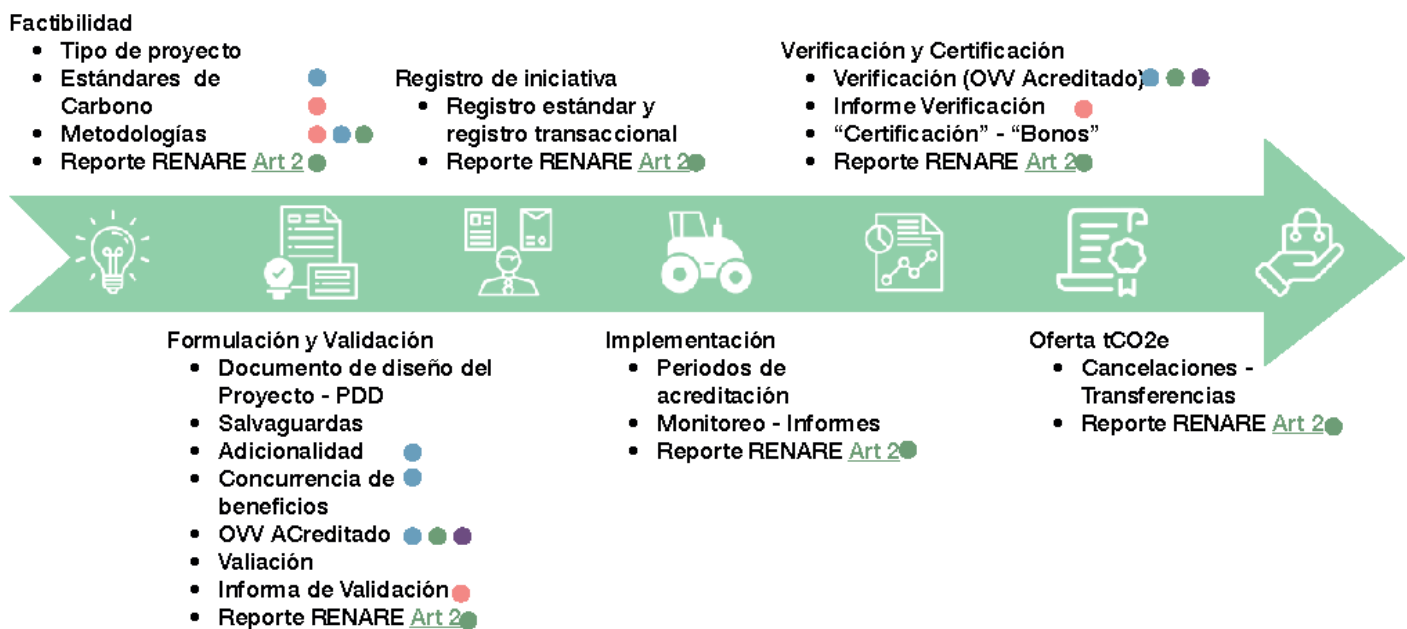 Factibilidad
• Tipo de proyecto
• Estándares de
Carbono
• Metodologías
• Reporte RENARE Art 2
Registro de iniciativa
• Registro estándar y
registro transaccional
• Reporte RENARE Art 2
Verificación y Certificación
• Verificación (OVV Acreditado)
• Informe Verificación
• “Certificación” - “Bonos”
• Reporte RENARE Art 2
Formulación y Validación
• Documento de diseño del
Proyecto - PDD
• Salvaguardas
• Adicionalidad
• Concurrencia de
beneficios
• OVV ACreditado
• Valiación
• Informa de Validación
• Reporte RENARE Art 2
Implementación
• Periodos de
acreditación
• Monitoreo - Informes
• Reporte RENARE Art 2
Oferta tCO2e
• Cancelaciones -
Transferencias
• Reporte RENARE Art 2